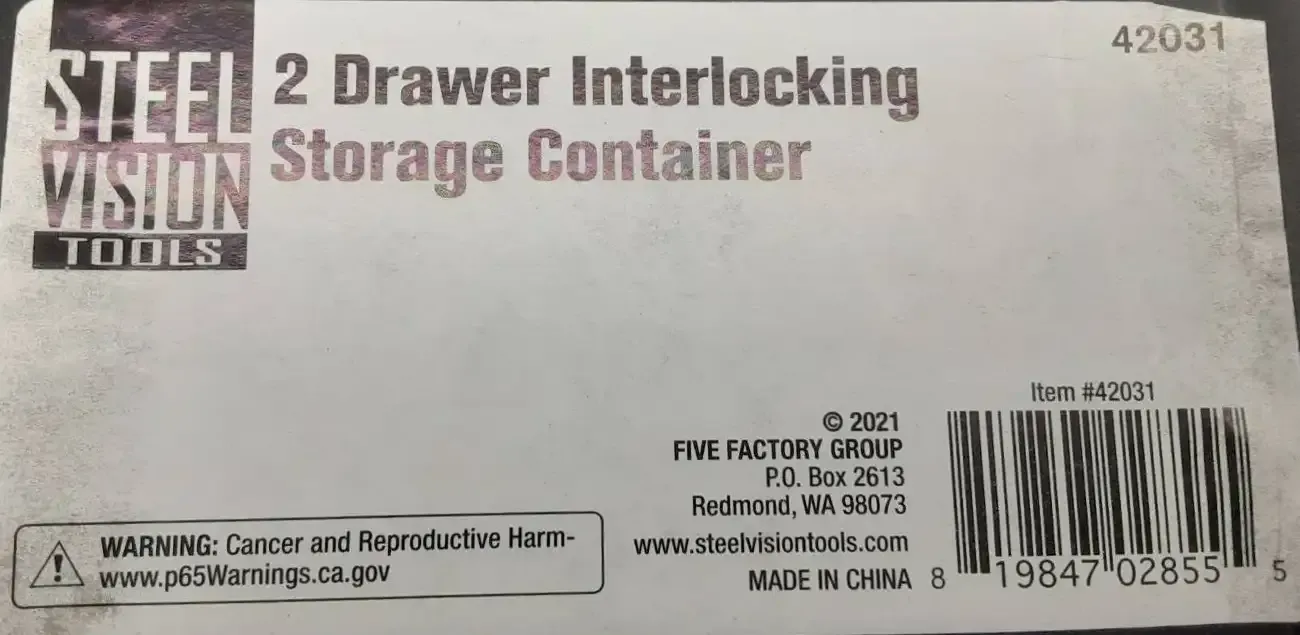 STEEL
VISION
TOOLS
2 Drawer Interlocking
Storage Container
42031
Item #42031
© 2021
FIVE FACTORY GROUP
P.O. Box 2613
Redmond, WA 98073
www.steelvisiontools.com
MADE IN CHINA
8 19847 02855 5
WARNING: Cancer and Reproductive Harm-
www.p65Warnings.ca.gov